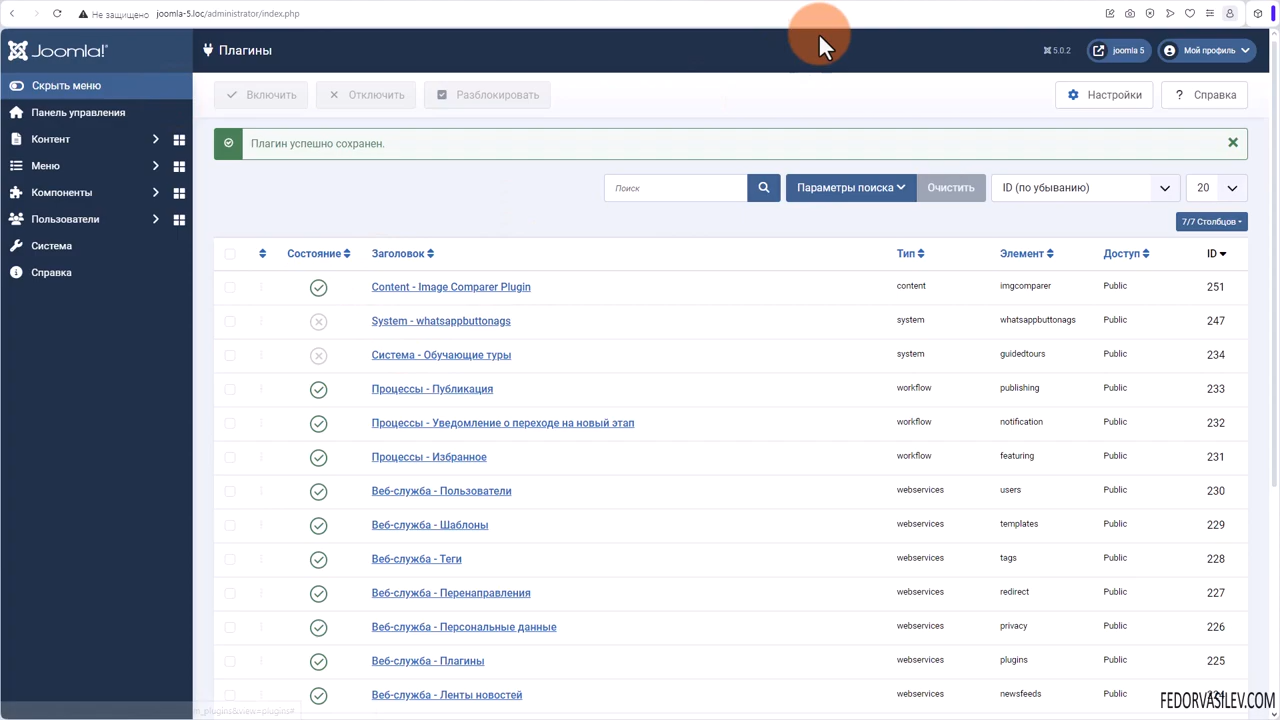 Не защищено joomla-5.loc/administrator/index.php
Joomla!
Плагины
5.0.2
joomla 5
Мой профиль
Скрыть меню
Панель управления
Контент
Меню
Компоненты
Пользователи
Система
Справка
Включить
Отключить
Разблокировать
Настройки
? Справка
Плагин успешно сохранен.
Поиск
Параметры поиска
Очистить
ID (по убыванию)
20
7/7 Столбцов
Состояние Заголовок Тип Элемент Доступ ID
Content - Image Comparer Plugin content imgcomparer Public 251
System - whatsappbuttonags system whatsappbuttonags Public 247
Система - Обучающие туры system guidedtours Public 234
Процессы - Публикация workflow publishing Public 233
Процессы - Уведомление о переходе на новый этап workflow notification Public 232
Процессы - Избранное workflow featuring Public 231
Веб-служба - Пользователи webservices users Public 230
Веб-служба - Шаблоны webservices templates Public 229
Веб-служба - Теги webservices tags Public 228
Веб-служба - Перенаправления webservices redirect Public 227
Веб-служба - Персональные данные webservices privacy Public 226
Веб-служба - Плагины webservices plugins Public 225
Веб-служба - Ленты новостей webservices newsfeeds Public
FEDORVASILEV.COM